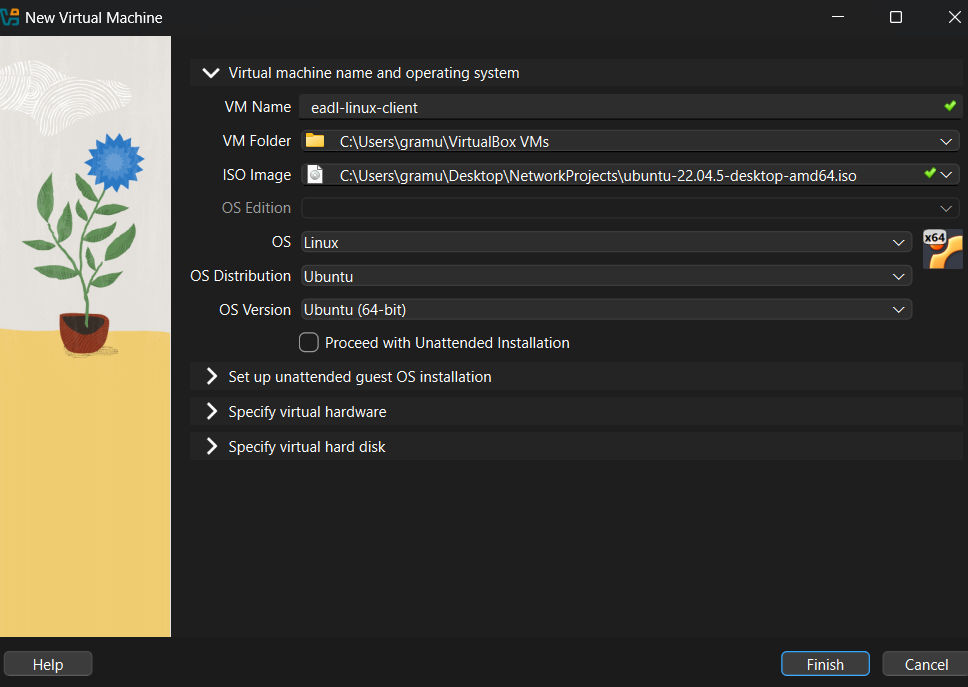 New Virtual Machine
Virtual machine name and operating system
VM Name eadl-linux-client
VM Folder C:\Users\gramu\VirtualBox VMs
ISO Image C:\Users\gramu\Desktop\NetworkProjects\ubuntu-22.04.5-desktop-amd64.iso
OS Edition
OS Linux
x64
OS Distribution Ubuntu
OS Version Ubuntu (64-bit)
Proceed with Unattended Installation
Set up unattended guest OS installation
Specify virtual hardware
Specify virtual hard disk
Help Finish Cancel